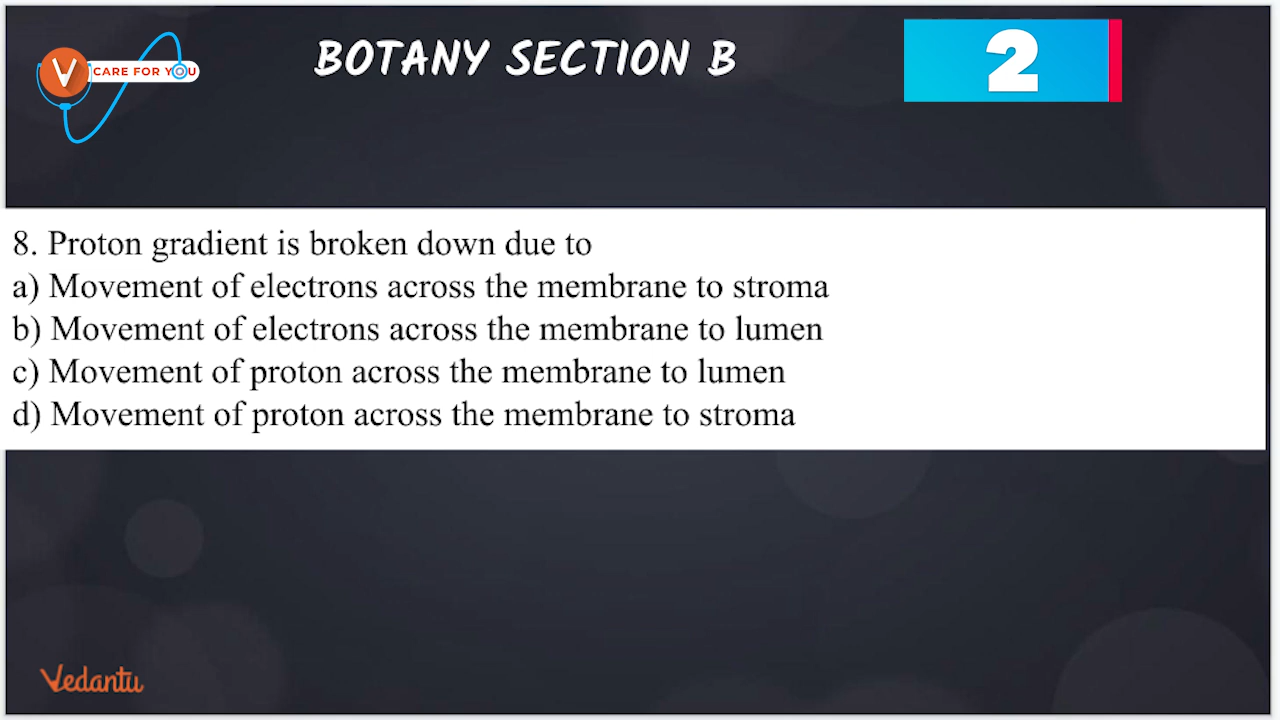 V CARE FOR YOU
BOTANY SECTION B
2
8. Proton gradient is broken down due to
a) Movement of electrons across the membrane to stroma
b) Movement of electrons across the membrane to lumen
c) Movement of proton across the membrane to lumen
d) Movement of proton across the membrane to stroma
Vedantu